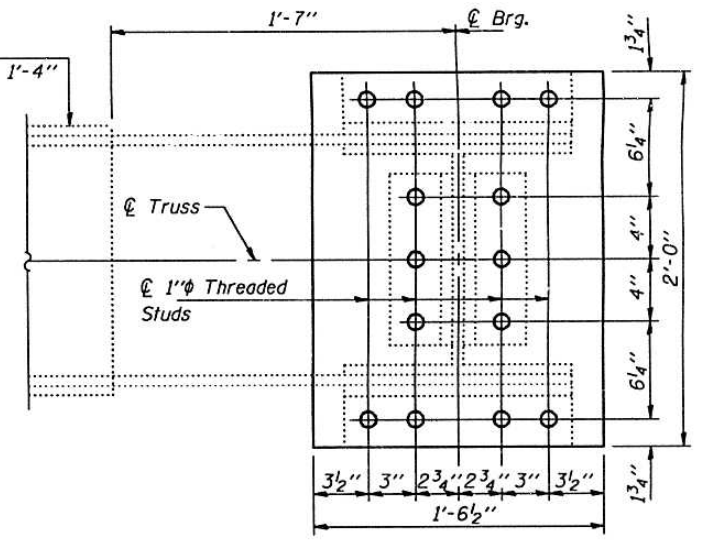 1'-7"
℄ Brg.
1¾"
1'-4"
6¼"
℄ Truss
4"
2'-0"
℄ 1"ϕ Threaded
Studs
4"
6¼"
3½" 3" 2¾" 2¾" 3" 3½"
1¾"
1'-6½"